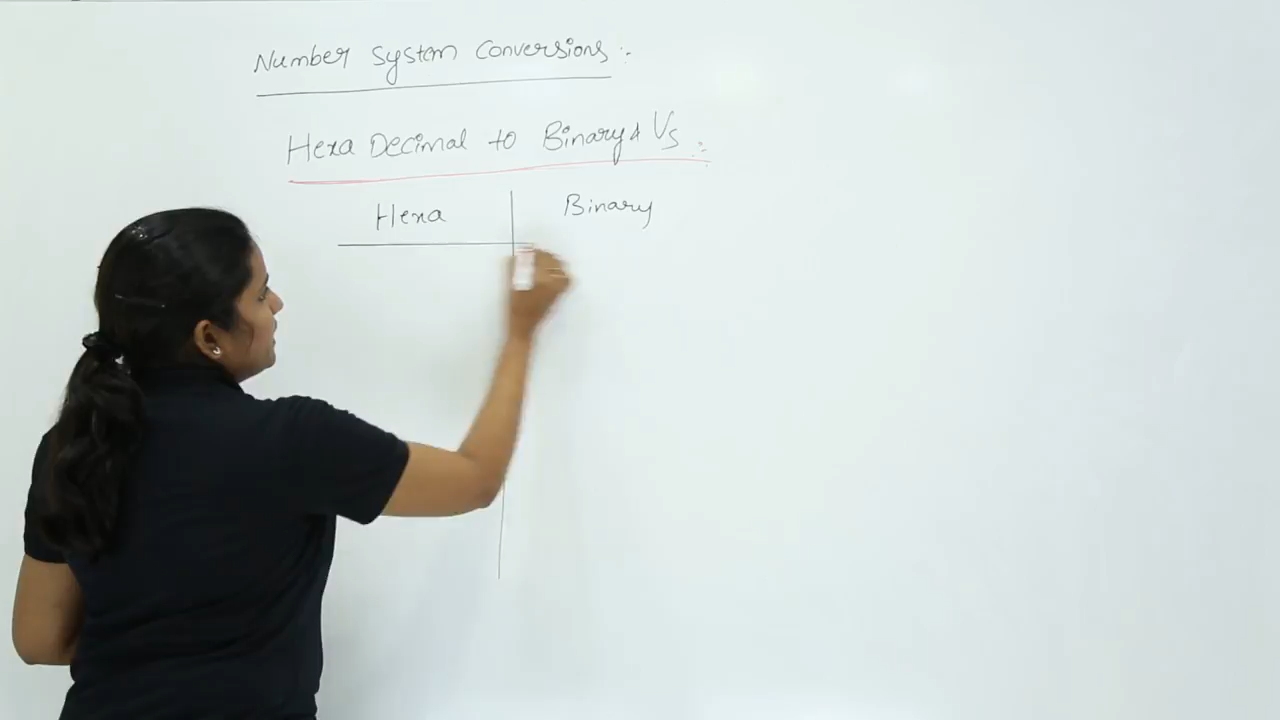 Number System Conversions :-
Hexa Decimal to Binary & Vs :-
Hexa Binary